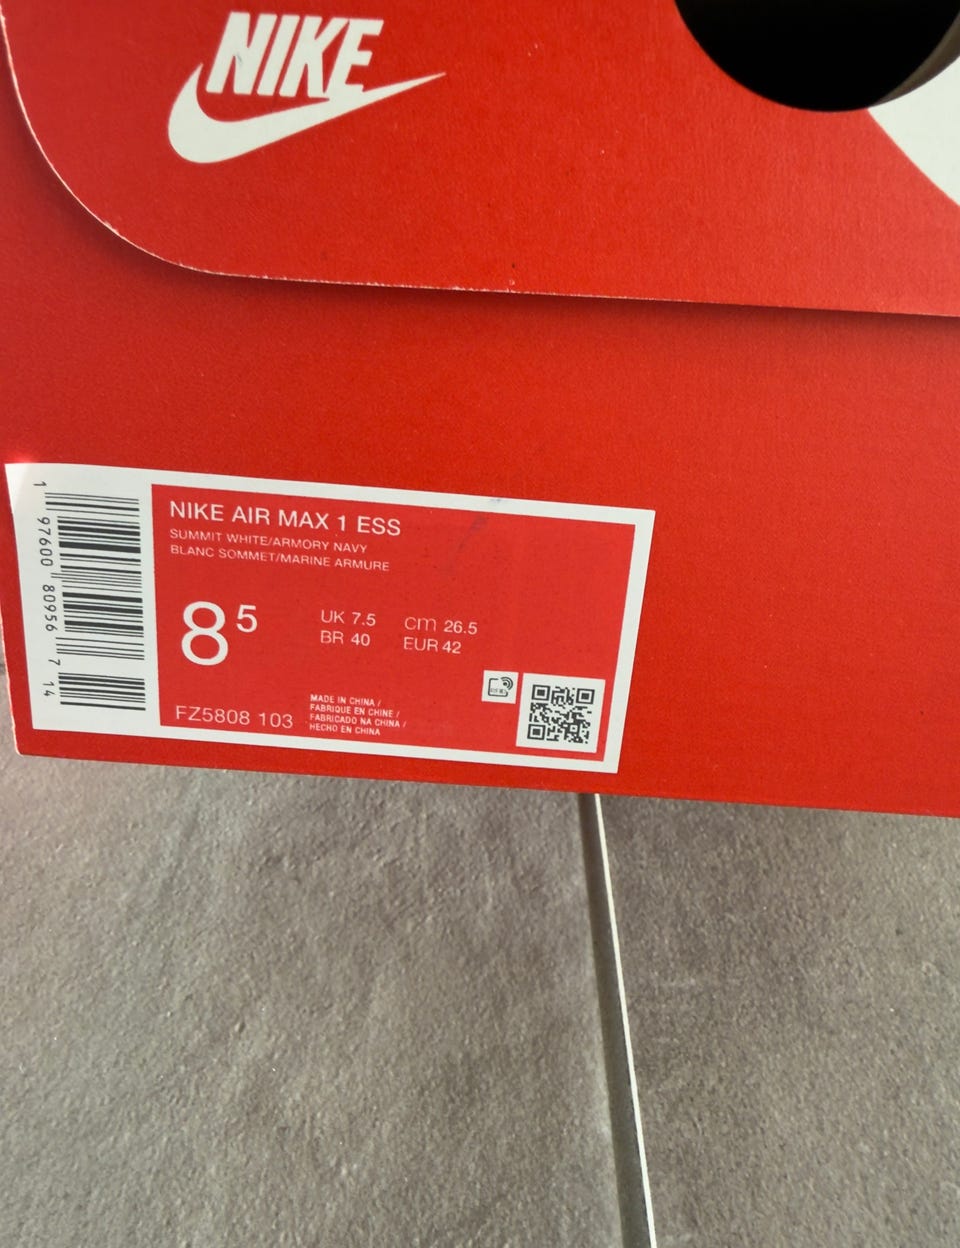 NIKE
1 97600 80956 7 14
NIKE AIR MAX 1 ESS
SUMMIT WHITE/ARMORY NAVY
BLANC SOMMET/MARINE ARMURE
8 5
UK 7.5 cm 26.5
BR 40 EUR 42
FZ5808 103
MADE IN CHINA /
FABRIQUE EN CHINE /
FABRICADO NA CHINA /
HECHO EN CHINA